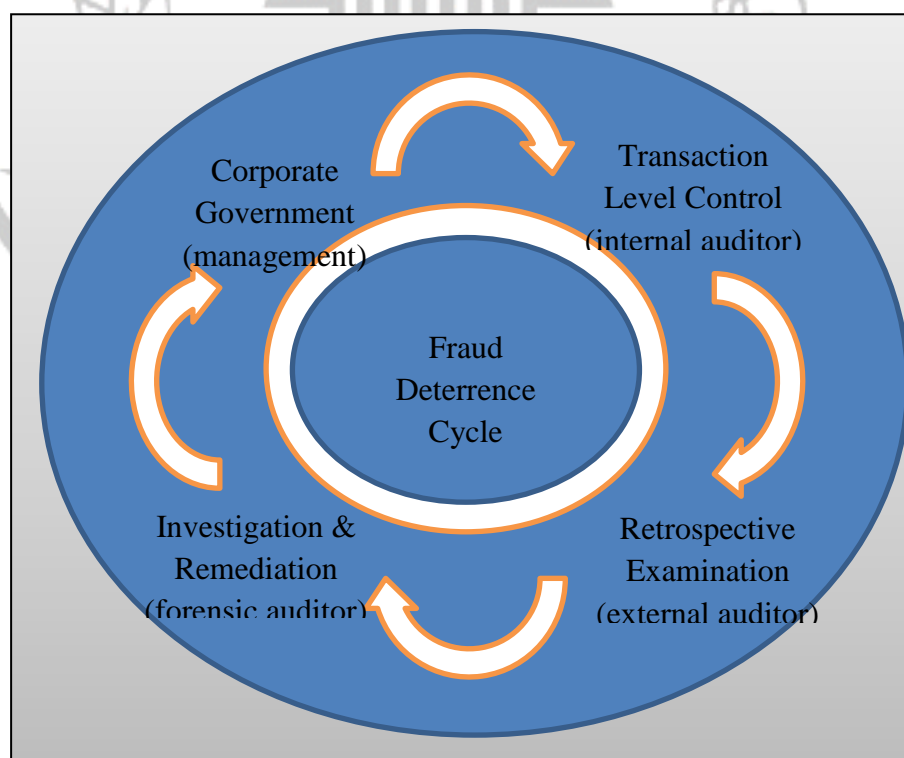 Corporate
Government
(management)
Transaction
Level Control
(internal auditor)
Fraud
Deterrence
Cycle
Investigation &
Remediation
(forensic auditor)
Retrospective
Examination
(external auditor)